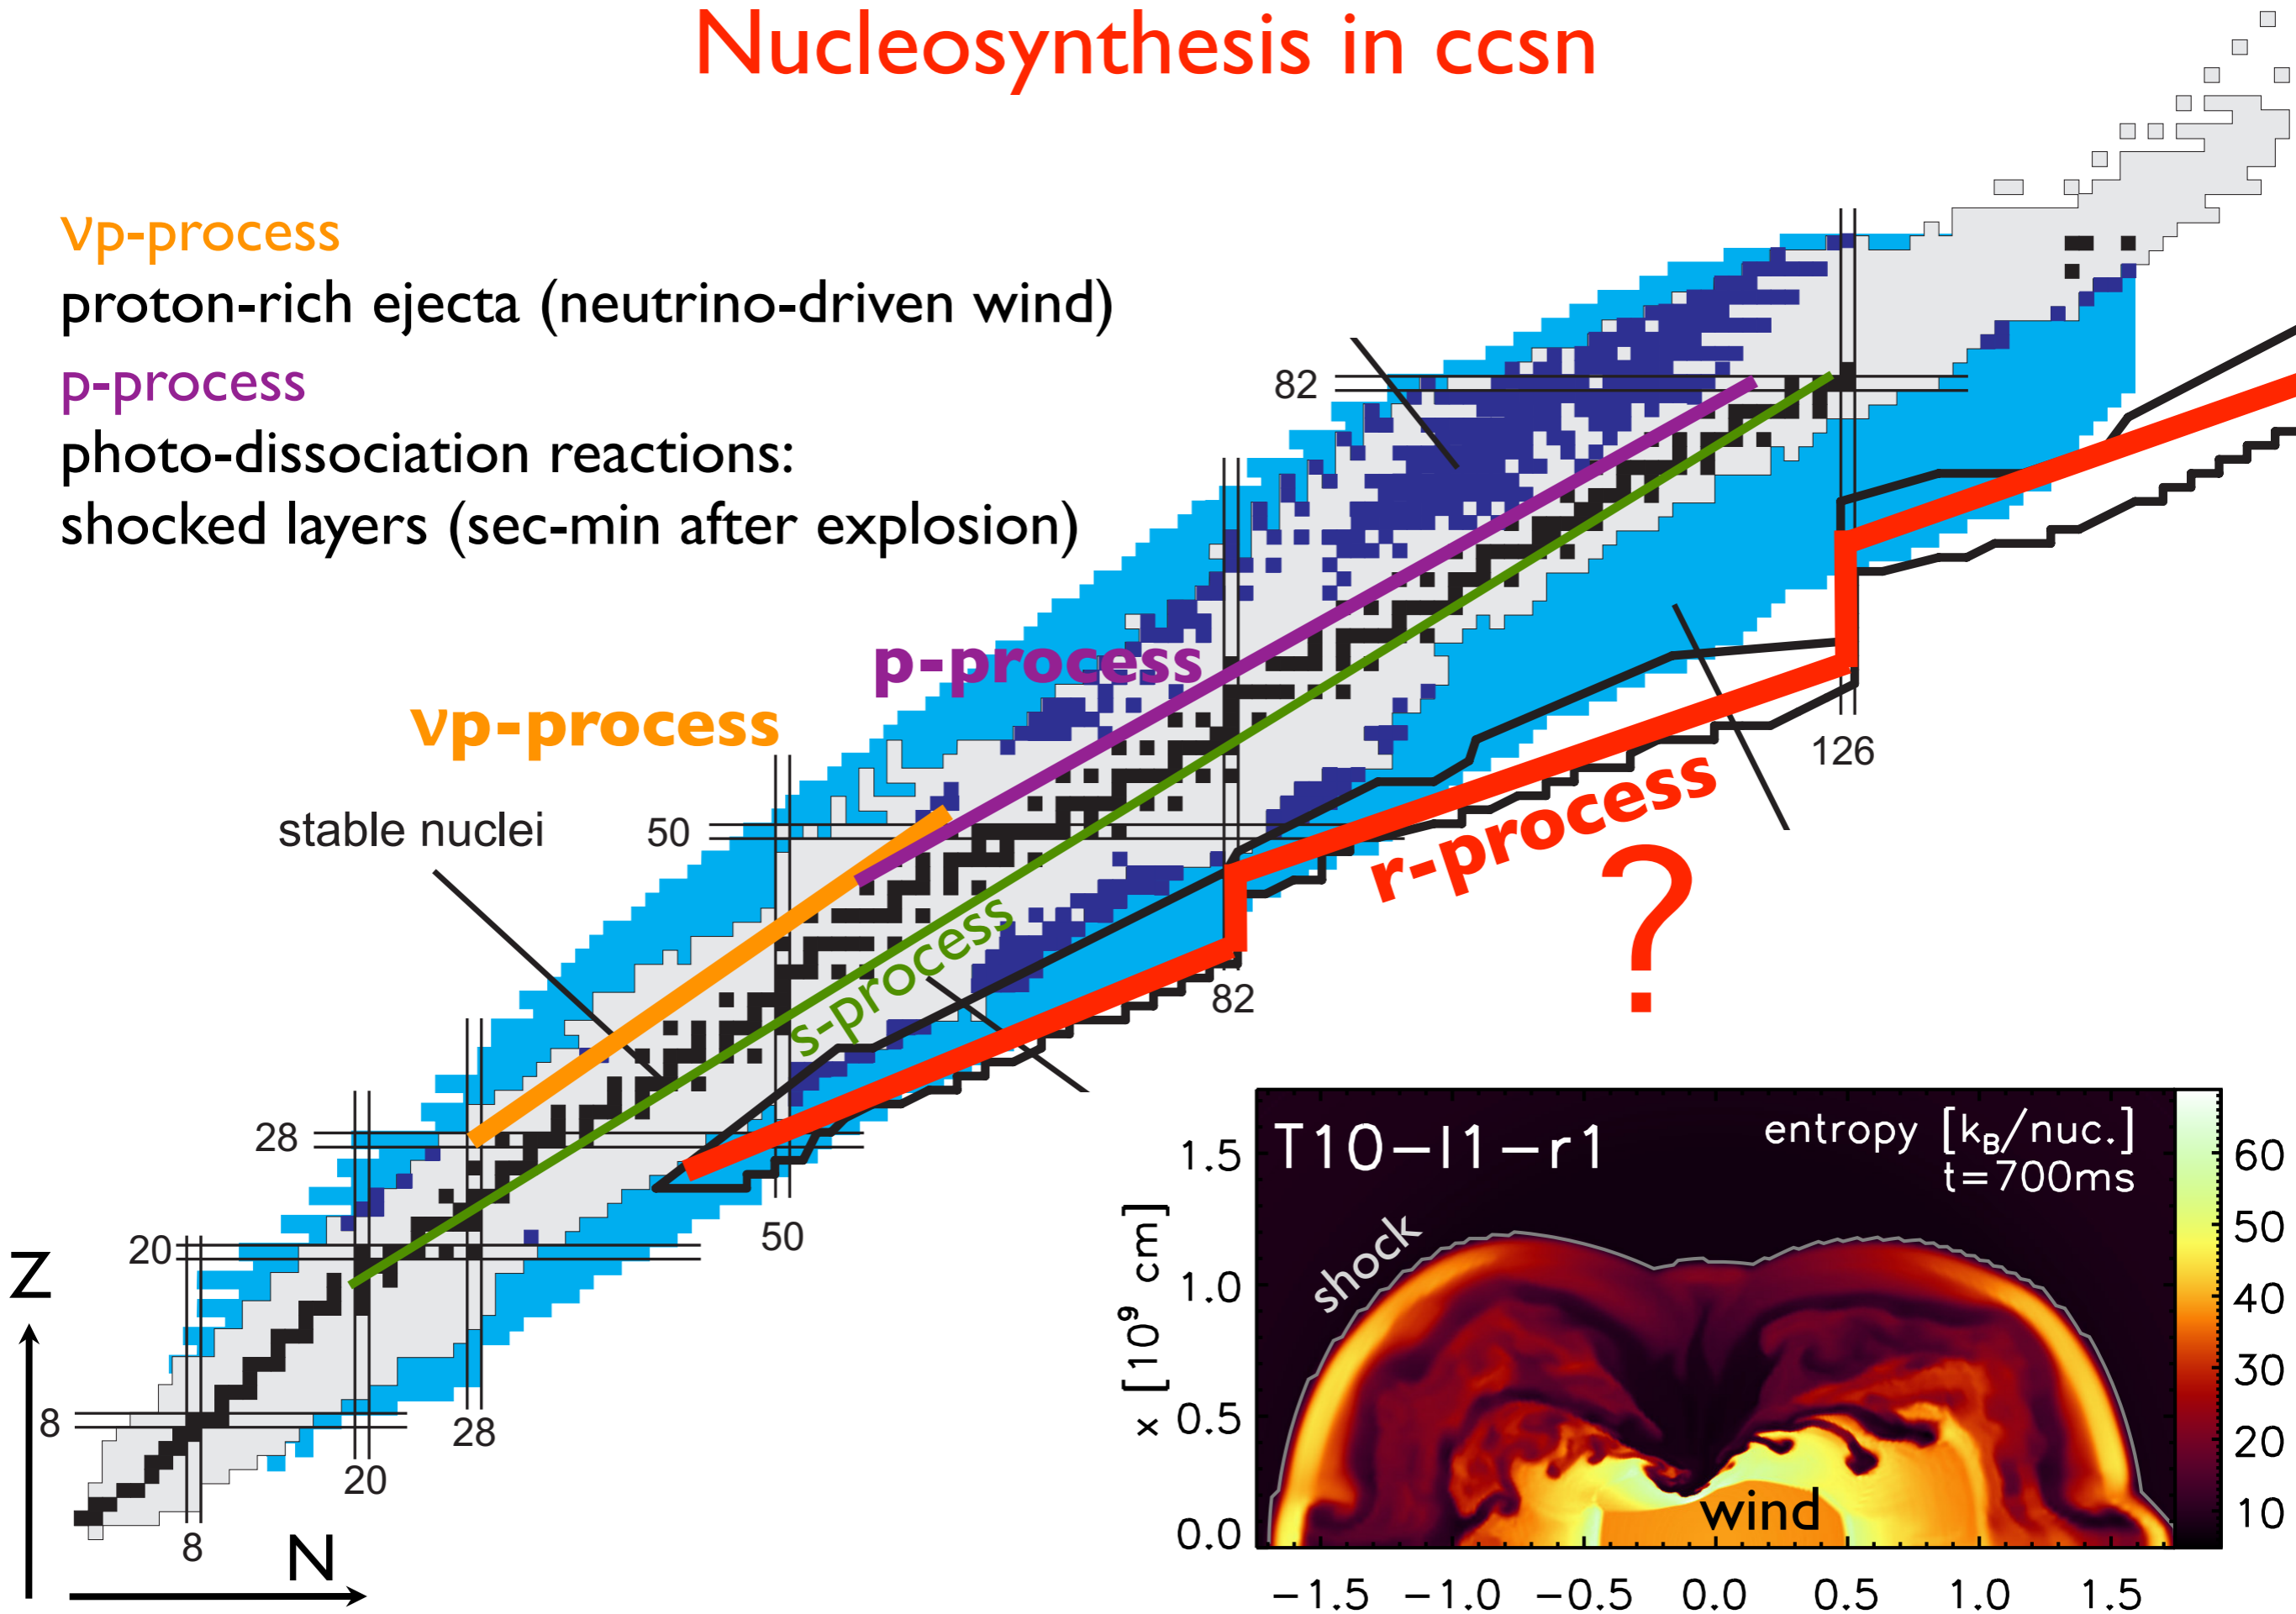 Nucleosynthesis in ccsn
νp-process
proton-rich ejecta (neutrino-driven wind)
p-process
photo-dissociation reactions:
shocked layers (sec-min after explosion)
82
p-process
νp-process
126
stable nuclei
50
r-process
?
s-process
82
28
50
20
Z
8
28
20
8
N
T10-l1-r1
entropy [kB/nuc.]
t=700ms
shock
wind
x [10⁹ cm]
1.5
1.0
0.5
0.0
-1.5 -1.0 -0.5 0.0 0.5 1.0 1.5
60
50
40
30
20
10